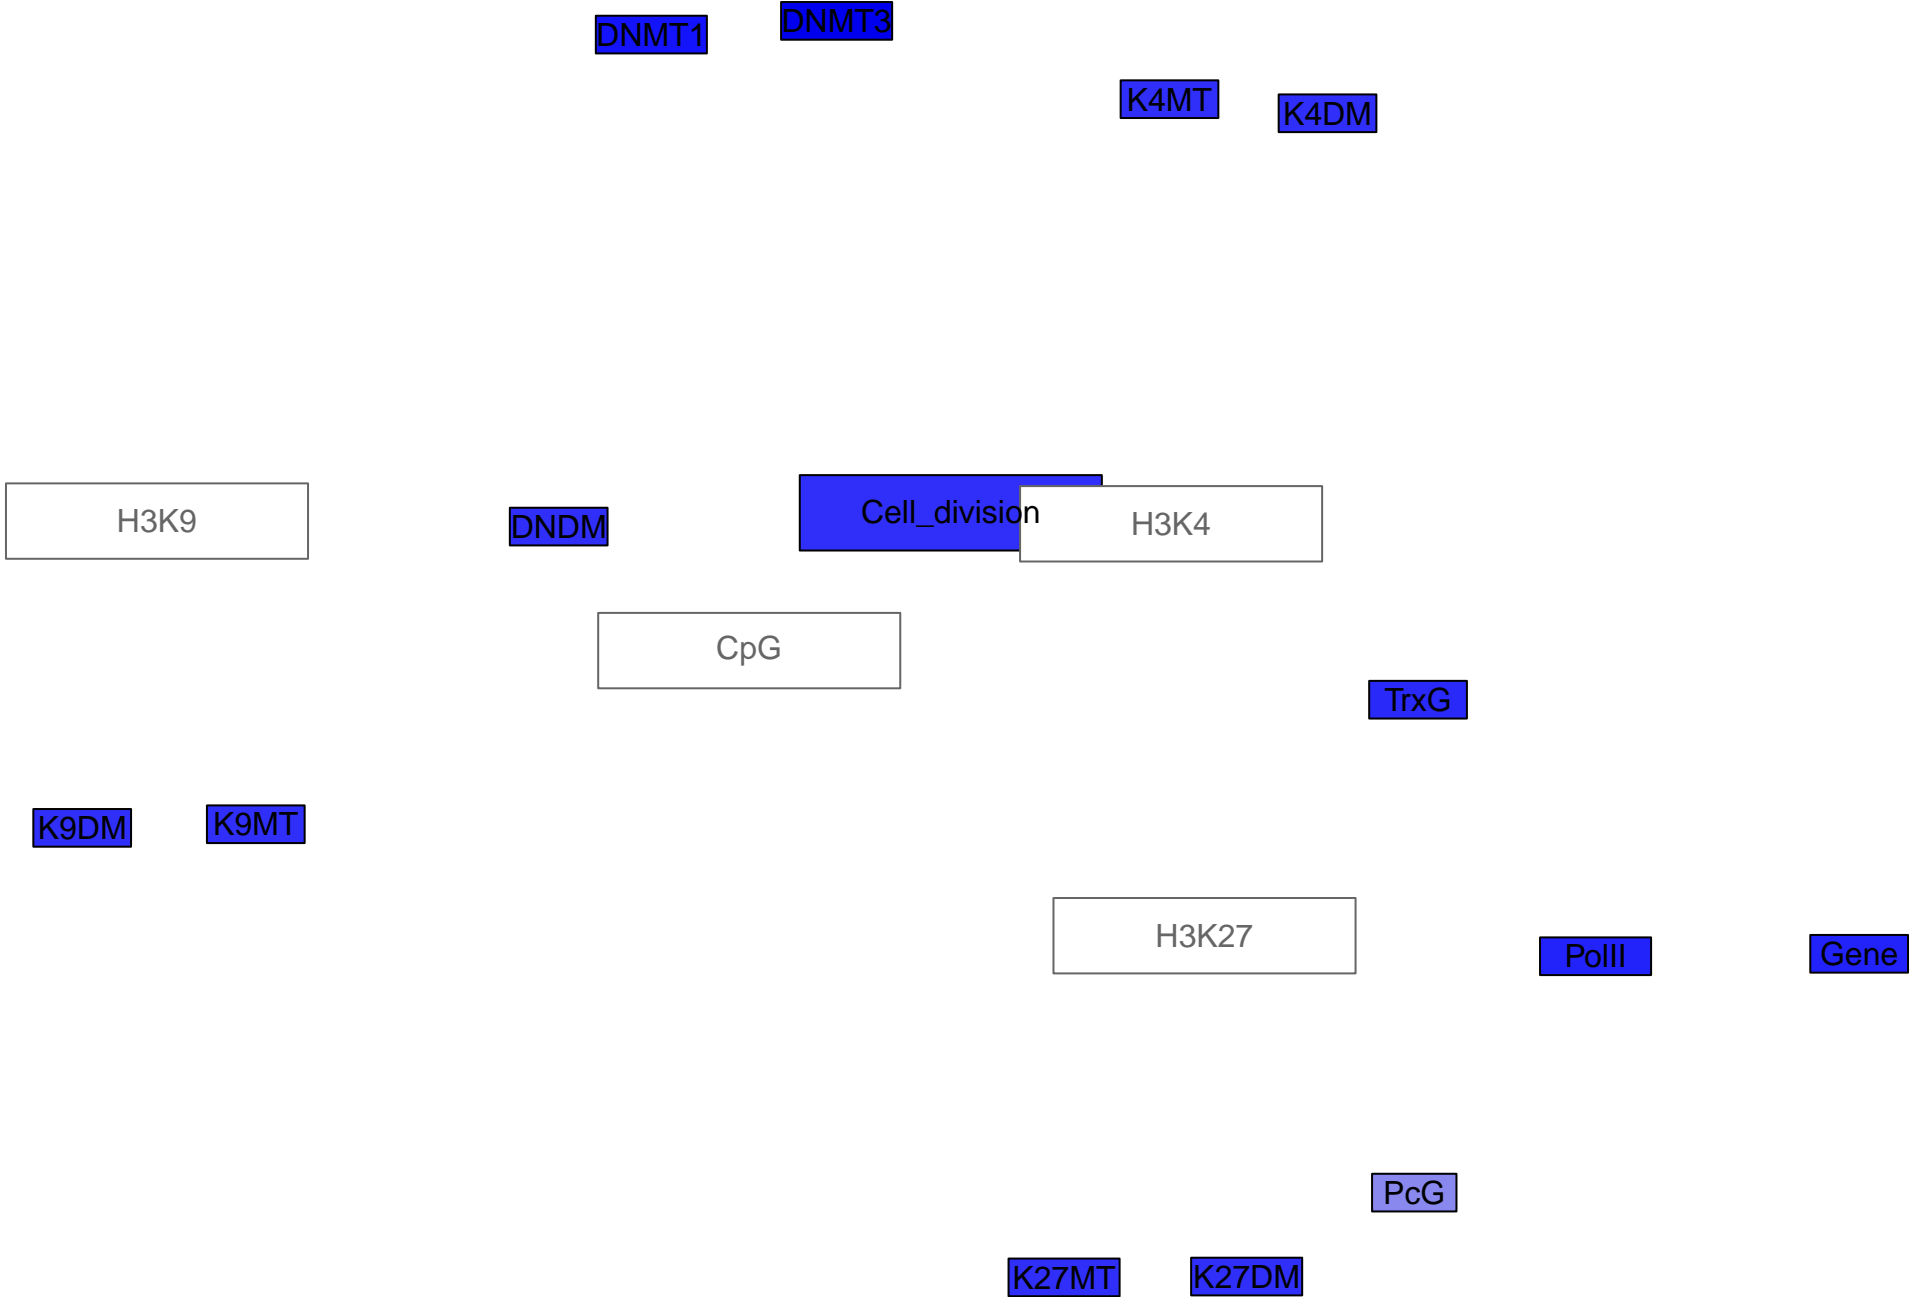 DNMT1
DNMT3
K4MT
K4DM
H3K9
DNDM
Cell_division
H3K4
CpG
TrxG
K9DM
K9MT
H3K27
PolII
Gene
PcG
K27MT
K27DM